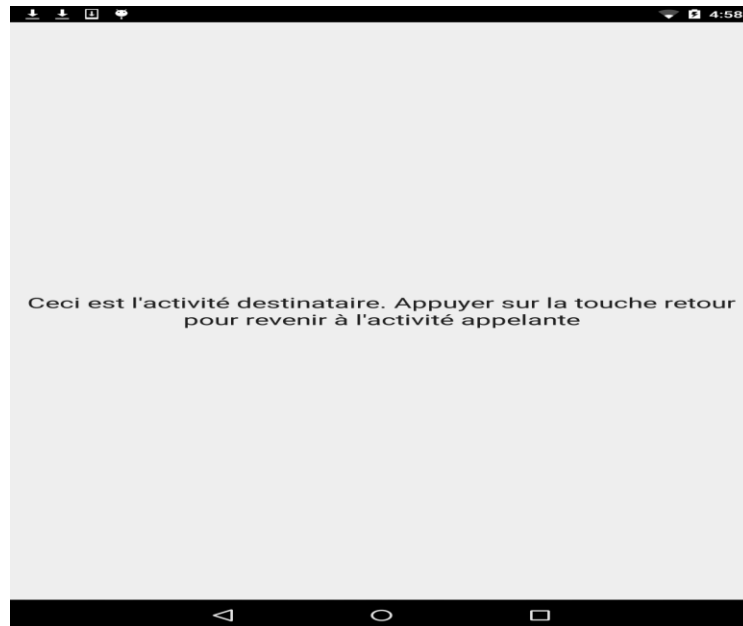 4:58
Ceci est l'activité destinataire. Appuyer sur la touche retour
pour revenir à l'activité appelante